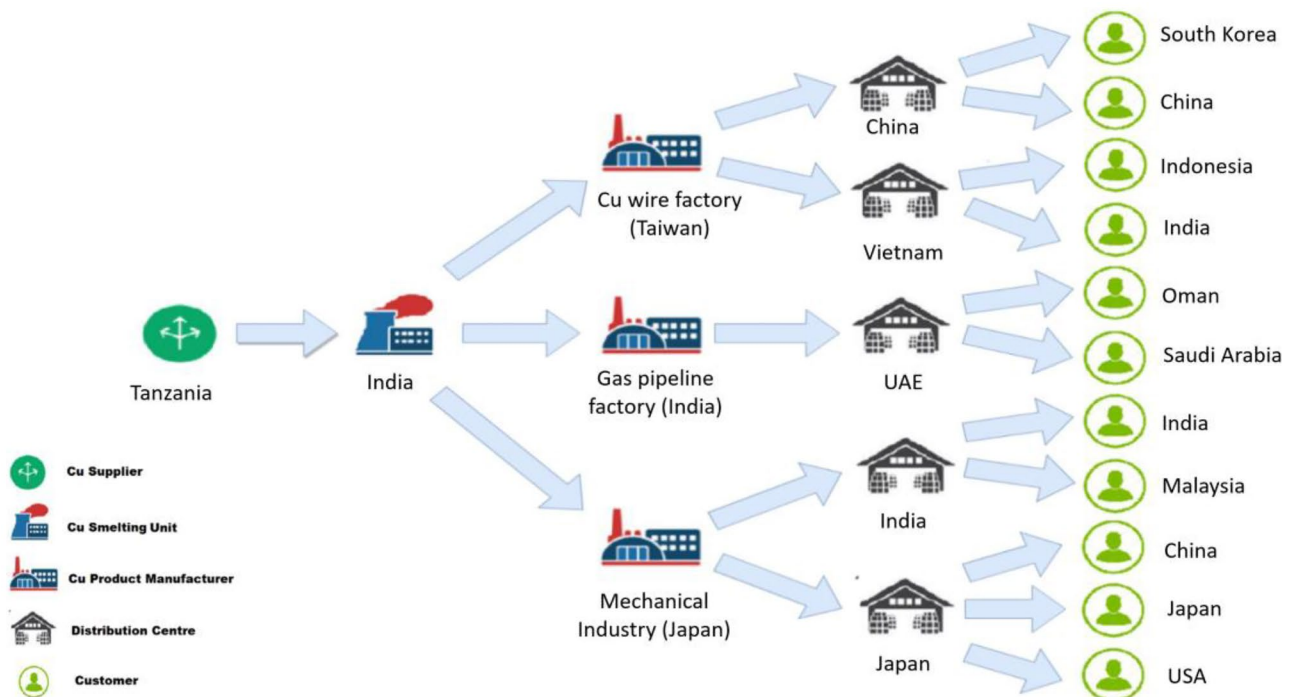 South Korea
China
China
Indonesia
Cu wire factory
(Taiwan)
Vietnam
India
Oman
Saudi Arabia
Tanzania
India
Gas pipeline
factory (India)
UAE
India
Malaysia
India
China
Mechanical
Industry (Japan)
Japan
Japan
USA
Cu Supplier
Cu Smelting Unit
Cu Product Manufacturer
Distribution Centre
Customer